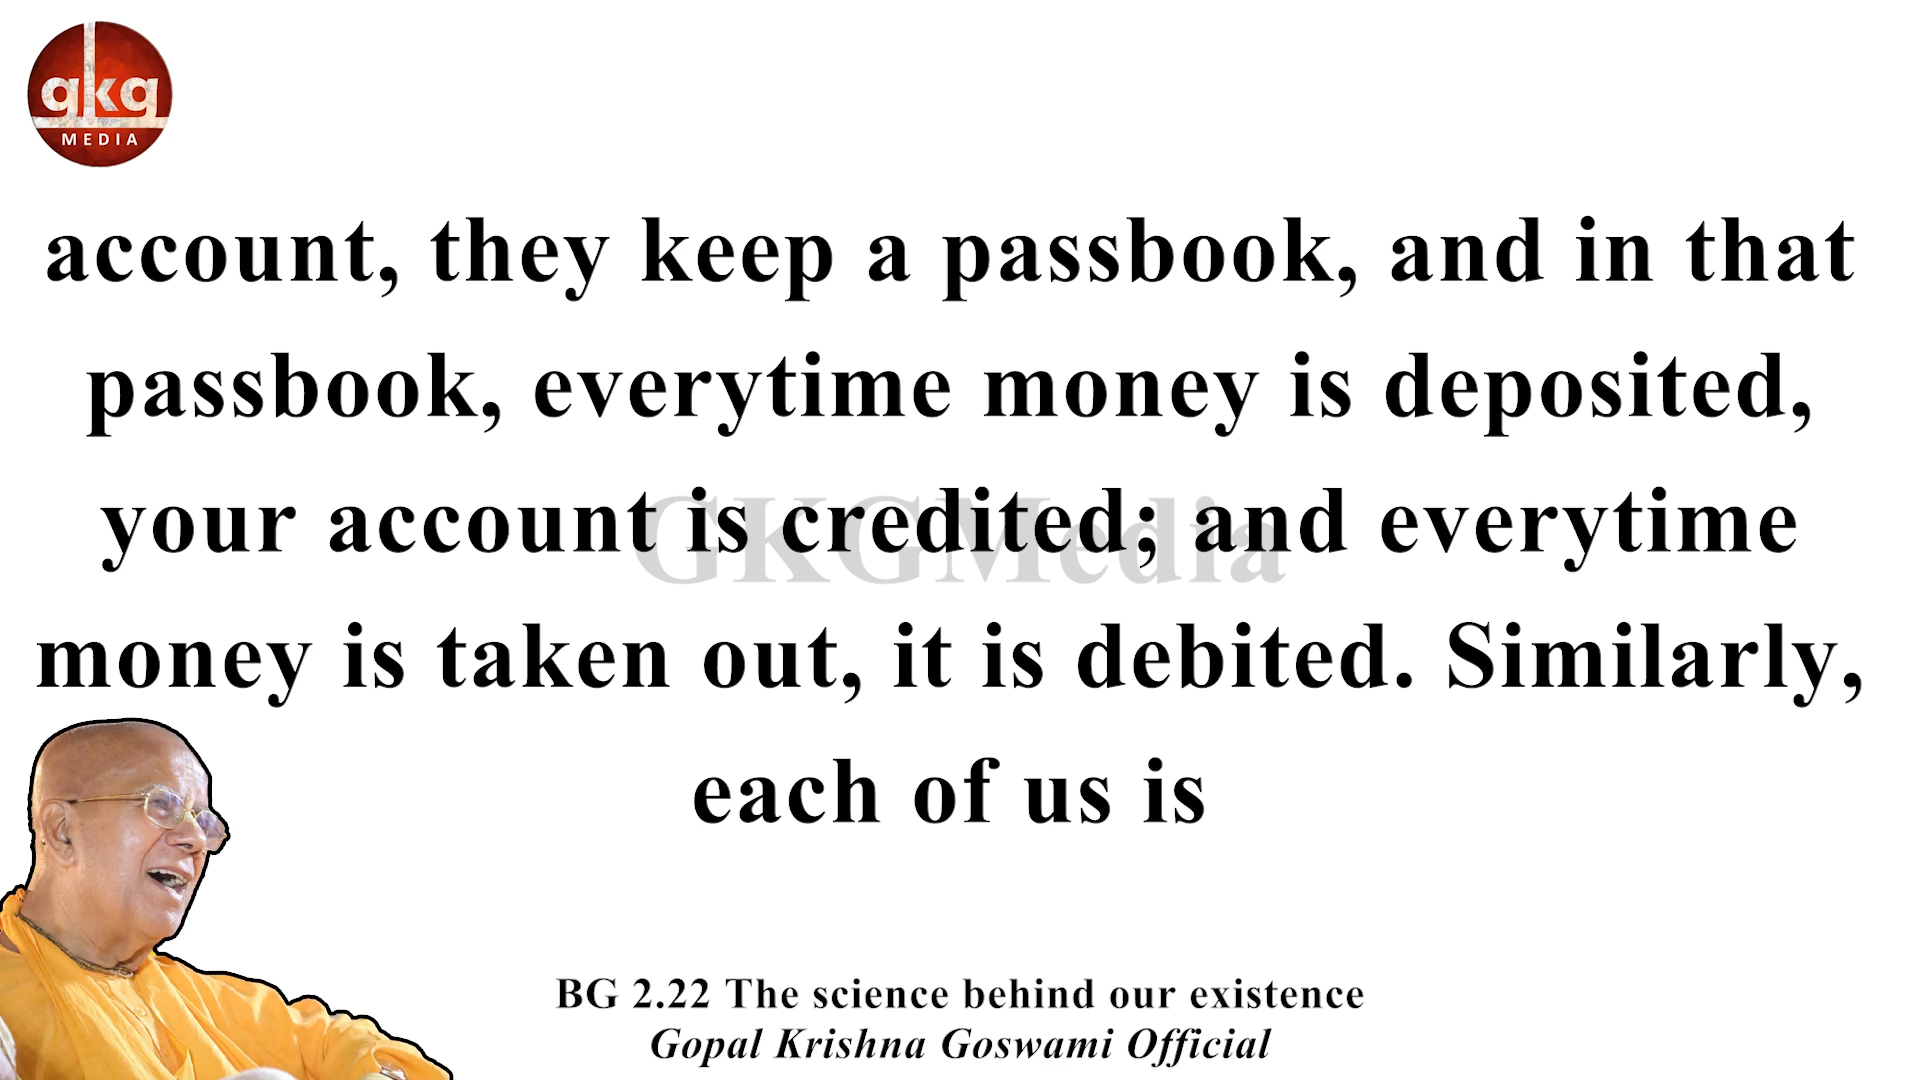 gkg
MEDIA
account, they keep a passbook, and in that
passbook, everytime money is deposited,
your account is credited; and everytime
money is taken out, it is debited. Similarly,
each of us is
GKGMedia
BG 2.22 The science behind our existence
Gopal Krishna Goswami Official